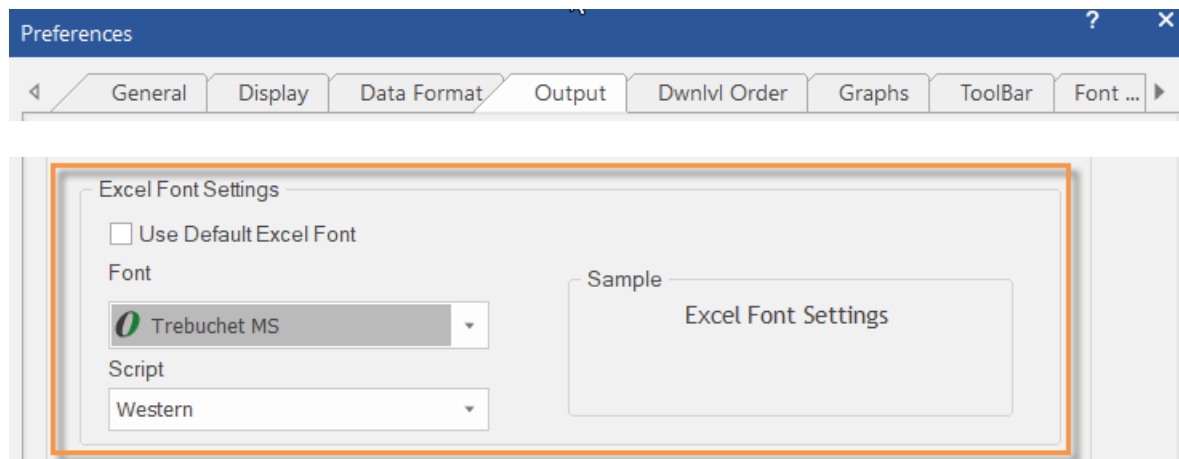 Preferences ? ×
General Display Data Format Output Dwnlvl Order Graphs ToolBar Font ...
Excel Font Settings
Use Default Excel Font
Font
Trebuchet MS
Script
Western
Sample
Excel Font Settings